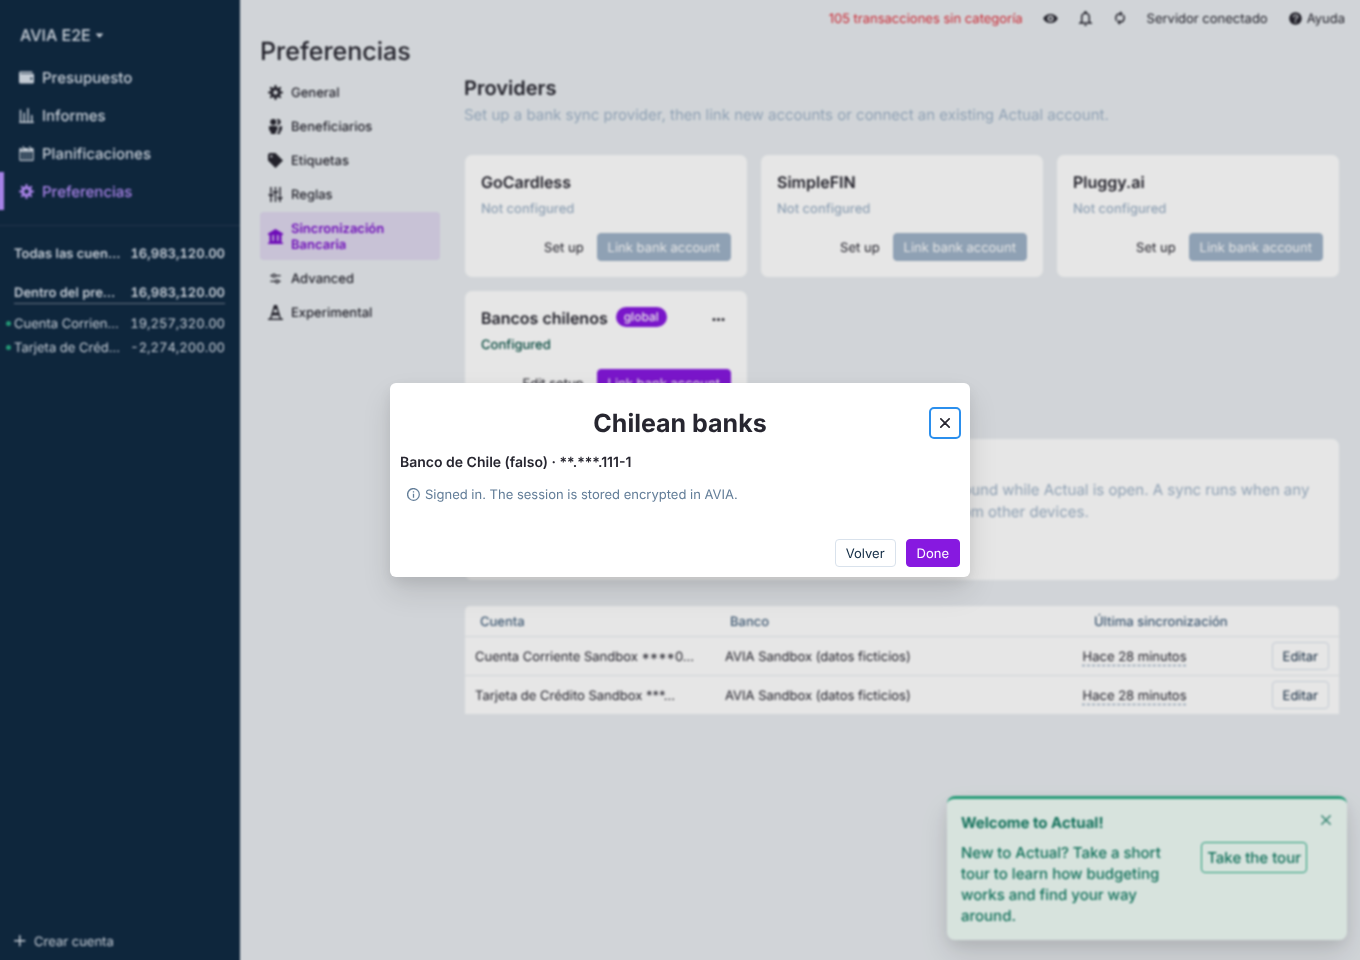 AVIA E2E
Presupuesto
Informes
Planificaciones
Preferencias
Todas las cuen... 16,983,120.00
Dentro del pre... 16,983,120.00
Cuenta Corrien... 19,257,320.00
Tarjeta de Créd... -2,274,200.00
Crear cuenta
105 transacciones sin categoría
Servidor conectado
Ayuda
Preferencias
General
Beneficiarios
Etiquetas
Reglas
Sincronización
Bancaria
Advanced
Experimental
Providers
Set up a bank sync provider, then link new accounts or connect an existing Actual account.
GoCardless
Not configured
Set up Link bank account
SimpleFIN
Not configured
Set up Link bank account
Pluggy.ai
Not configured
Set up Link bank account
Bancos chilenos global
Configured
Edit setup Link bank account
Chilean banks
Banco de Chile (falso) · **.***.111-1
Signed in. The session is stored encrypted in AVIA.
Volver Done
while Actual is open. A sync runs when any
other devices.
Cuenta Banco Última sincronización
Cuenta Corriente Sandbox ****0... AVIA Sandbox (datos ficticios) Hace 28 minutos Editar
Tarjeta de Crédito Sandbox ***... AVIA Sandbox (datos ficticios) Hace 28 minutos Editar
Welcome to Actual!
New to Actual? Take a short
tour to learn how budgeting
works and find your way
around.
Take the tour